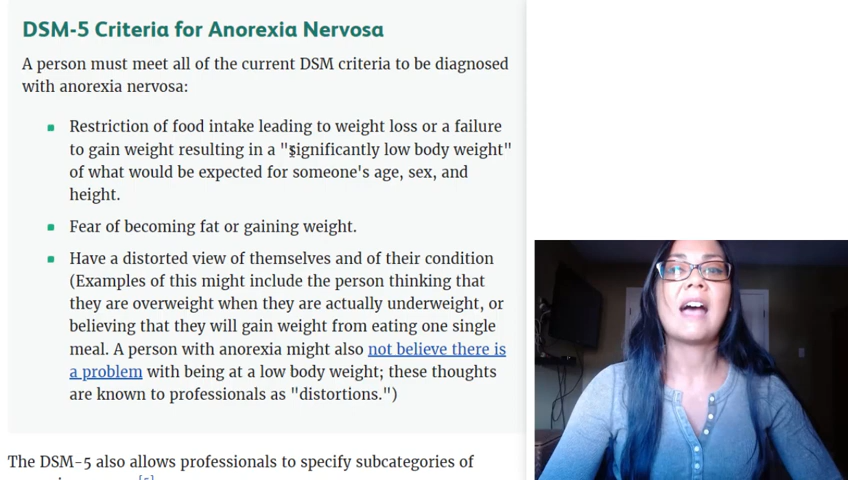 DSM-5 Criteria for Anorexia Nervosa
A person must meet all of the current DSM criteria to be diagnosed
with anorexia nervosa:
Restriction of food intake leading to weight loss or a failure
to gain weight resulting in a "significantly low body weight"
of what would be expected for someone's age, sex, and
height.
Fear of becoming fat or gaining weight.
Have a distorted view of themselves and of their condition
(Examples of this might include the person thinking that
they are overweight when they are actually underweight, or
believing that they will gain weight from eating one single
meal. A person with anorexia might also not believe there is
a problem with being at a low body weight; these thoughts
are known to professionals as "distortions.")
The DSM-5 also allows professionals to specify subcategories of
[5]